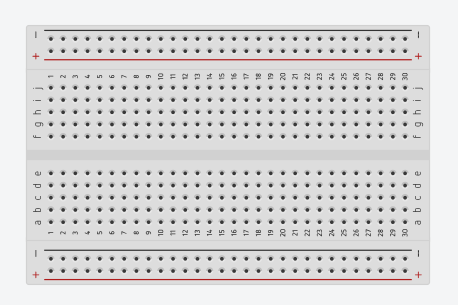 − −
+ +
1 2 3 4 5 6 7 8 9 10 11 12 13 14 15 16 17 18 19 20 21 22 23 24 25 26 27 28 29 30
j j
i i
h h
g g
f f
e e
d d
c c
b b
a a
1 2 3 4 5 6 7 8 9 10 11 12 13 14 15 16 17 18 19 20 21 22 23 24 25 26 27 28 29 30
− −
+ +